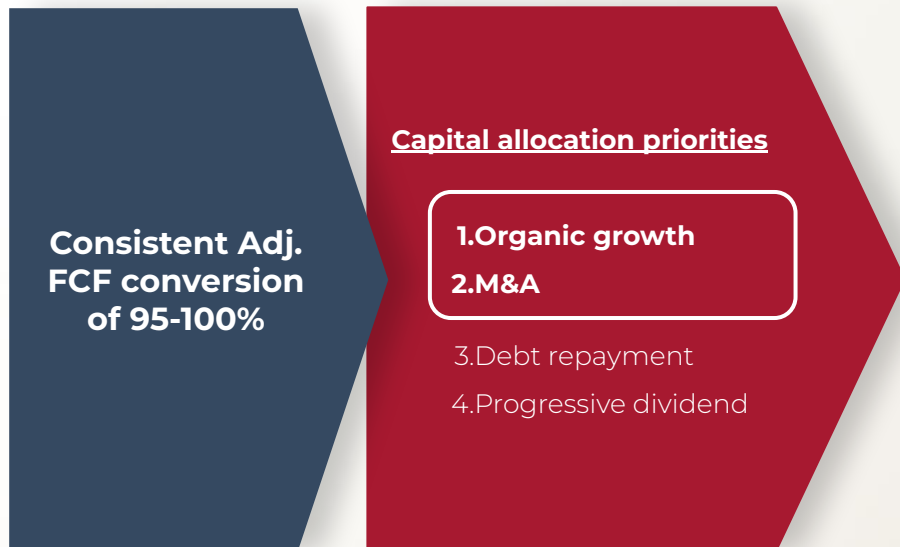 Consistent Adj.
FCF conversion
of 95-100%
Capital allocation priorities
1.Organic growth
2.M&A
3.Debt repayment
4.Progressive dividend